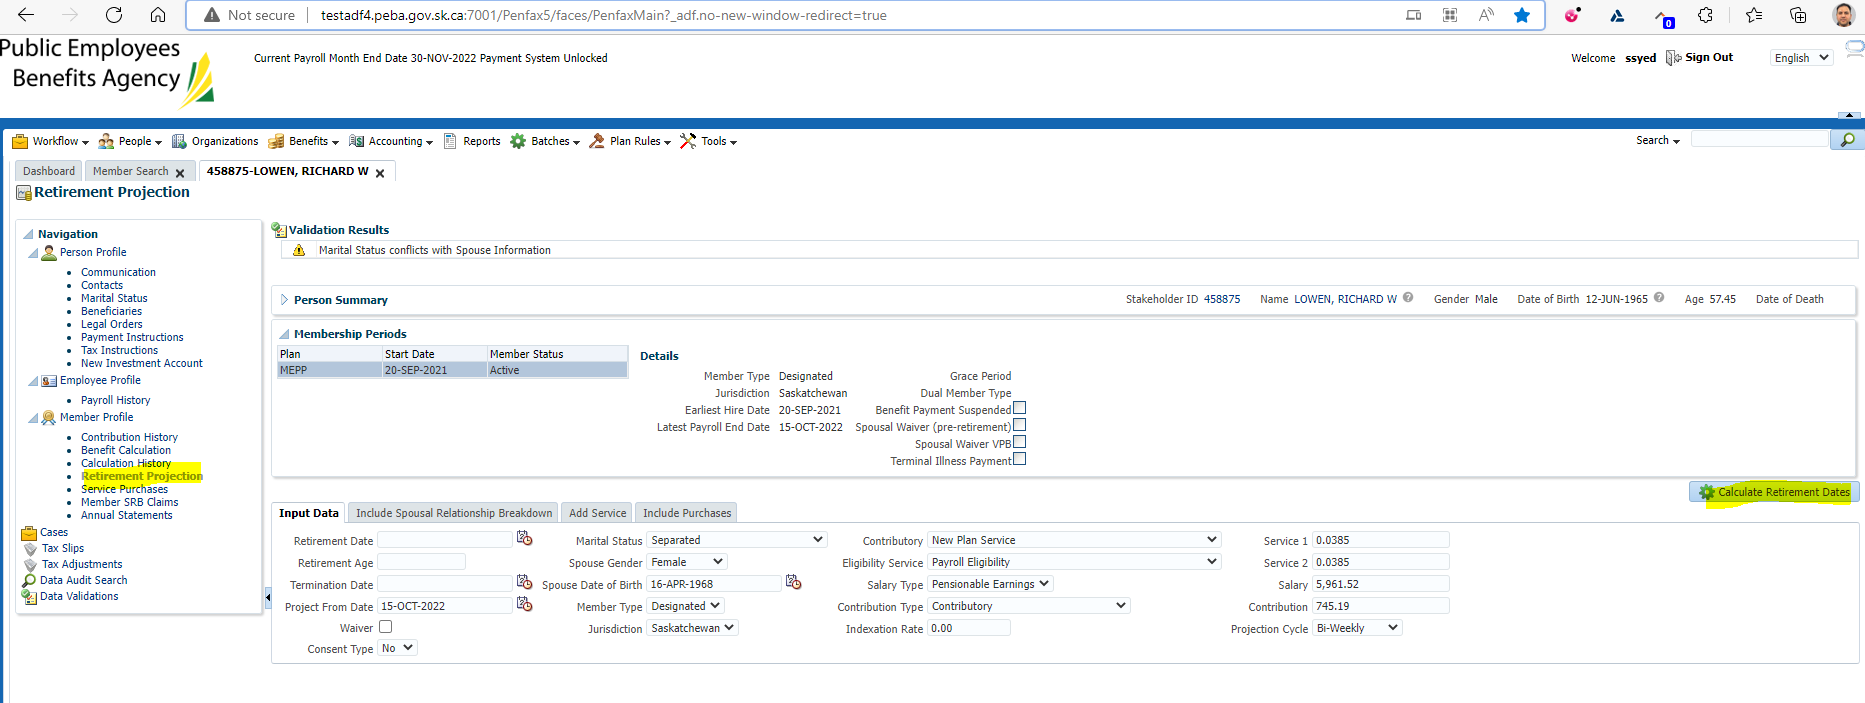 Not secure testadf4.peba.gov.sk.ca:7001/Penfax5/faces/PenfaxMain?_adf.no-new-window-redirect=true
0
Public Employees
Benefits Agency
Current Payroll Month End Date 30-NOV-2022 Payment System Unlocked
Welcome ssyed Sign Out English
Workflow People Organizations Benefits Accounting Reports Batches Plan Rules Tools Search
Dashboard Member Search 458875-LOWEN, RICHARD W
Retirement Projection
Navigation
Person Profile
Communication
Contacts
Marital Status
Beneficiaries
Legal Orders
Payment Instructions
Tax Instructions
New Investment Account
Employee Profile
Payroll History
Member Profile
Contribution History
Benefit Calculation
Calculation History
Retirement Projection
Service Purchases
Member SRB Claims
Annual Statements
Cases
Tax Slips
Tax Adjustments
Data Audit Search
Data Validations
Validation Results
Marital Status conflicts with Spouse Information
Person Summary Stakeholder ID 458875 Name LOWEN, RICHARD W Gender Male Date of Birth 12-JUN-1965 Age 57.45 Date of Death
Membership Periods
Plan Start Date Member Status
MEPP 20-SEP-2021 Active
Details
Member Type Designated Grace Period
Jurisdiction Saskatchewan Dual Member Type
Earliest Hire Date 20-SEP-2021 Benefit Payment Suspended
Latest Payroll End Date 15-OCT-2022 Spousal Waiver (pre-retirement)
Spousal Waiver VPB
Terminal Illness Payment
Calculate Retirement Dates
Input Data Include Spousal Relationship Breakdown Add Service Include Purchases
Retirement Date Marital Status Separated Contributory New Plan Service Service 1 0.0385
Retirement Age Spouse Gender Female Eligibility Service Payroll Eligibility Service 2 0.0385
Termination Date Spouse Date of Birth 16-APR-1968 Salary Type Pensionable Earnings Salary 5,961.52
Project From Date 15-OCT-2022 Member Type Designated Contribution Type Contributory Contribution 745.19
Waiver Jurisdiction Saskatchewan Indexation Rate 0.00 Projection Cycle Bi-Weekly
Consent Type No